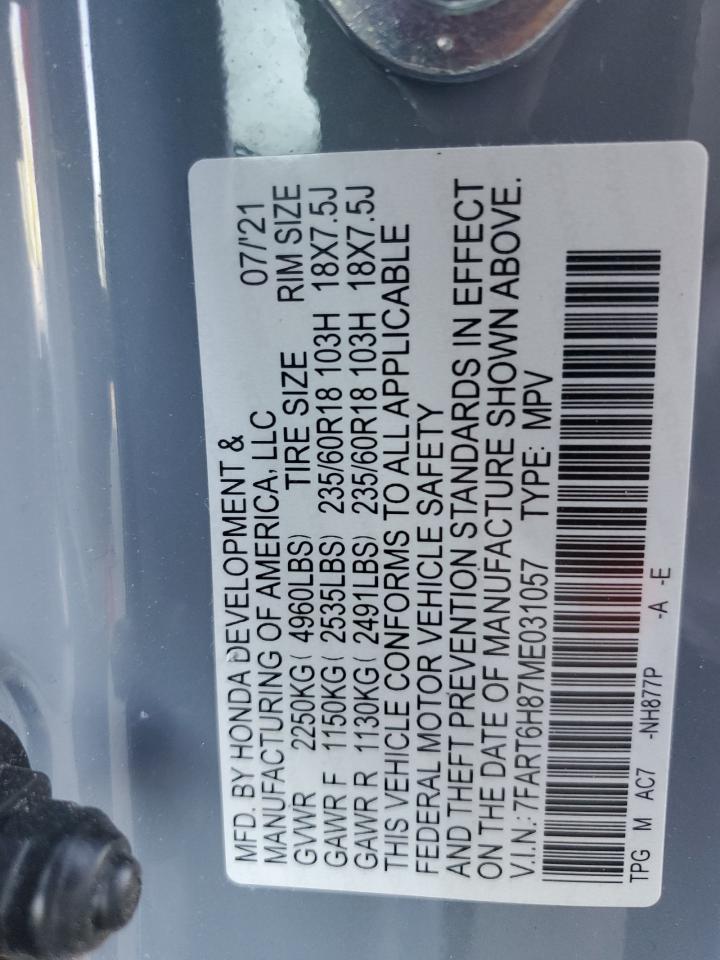 MFD. BY HONDA DEVELOPMENT &
MANUFACTURING OF AMERICA, LLC 07/'21
GVWR 2250KG( 4960LBS) TIRE SIZE RIM SIZE
GAWR F 1150KG( 2535LBS) 235/60R18 103H 18X7.5J
GAWR R 1130KG( 2491LBS) 235/60R18 103H 18X7.5J
THIS VEHICLE CONFORMS TO ALL APPLICABLE
FEDERAL MOTOR VEHICLE SAFETY
AND THEFT PREVENTION STANDARDS IN EFFECT
ON THE DATE OF MANUFACTURE SHOWN ABOVE.
V.I.N.: 7FART6H87ME031057 TYPE: MPV
TPG M AC7 -NH877P -A -E